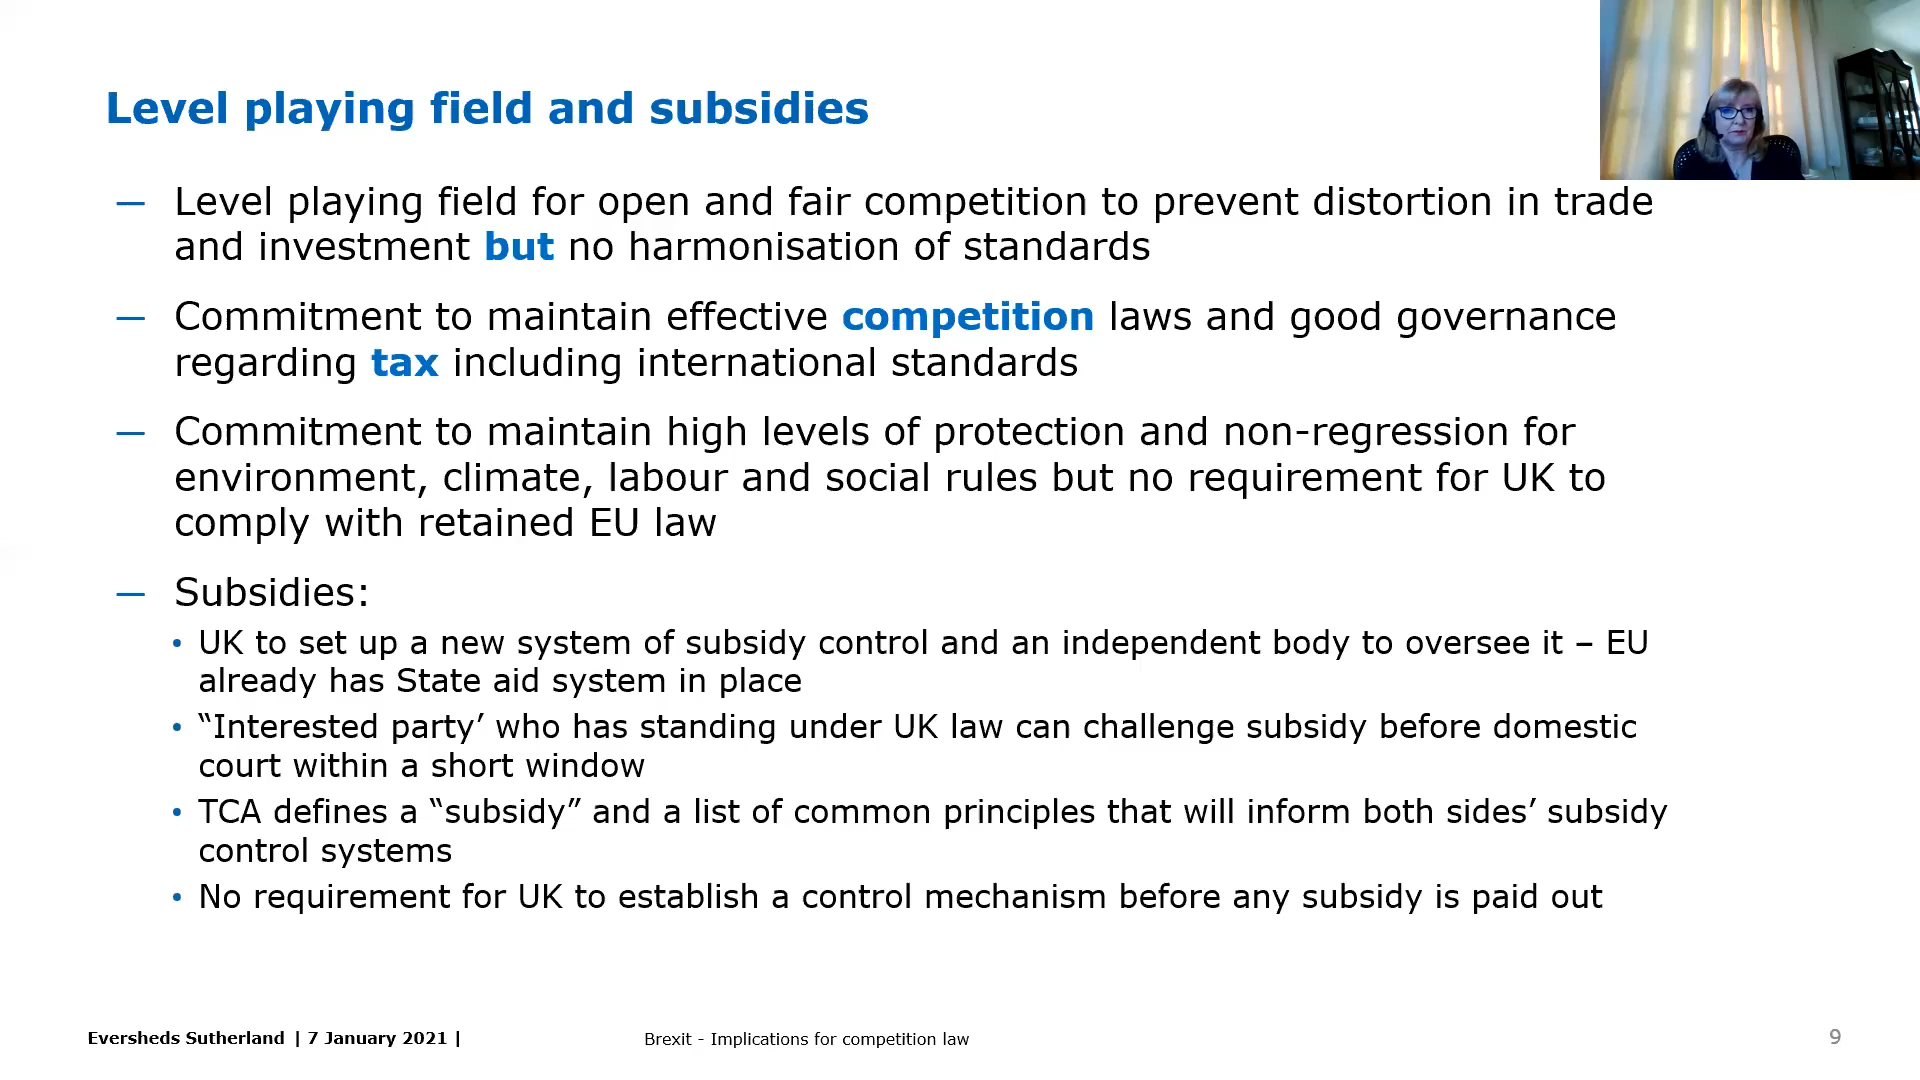 Level playing field and subsidies
— Level playing field for open and fair competition to prevent distortion in trade
and investment but no harmonisation of standards
— Commitment to maintain effective competition laws and good governance
regarding tax including international standards
— Commitment to maintain high levels of protection and non-regression for
environment, climate, labour and social rules but no requirement for UK to
comply with retained EU law
— Subsidies:
• UK to set up a new system of subsidy control and an independent body to oversee it – EU
already has State aid system in place
• “Interested party’ who has standing under UK law can challenge subsidy before domestic
court within a short window
• TCA defines a “subsidy” and a list of common principles that will inform both sides’ subsidy
control systems
• No requirement for UK to establish a control mechanism before any subsidy is paid out
Eversheds Sutherland | 7 January 2021 |
Brexit - Implications for competition law
9